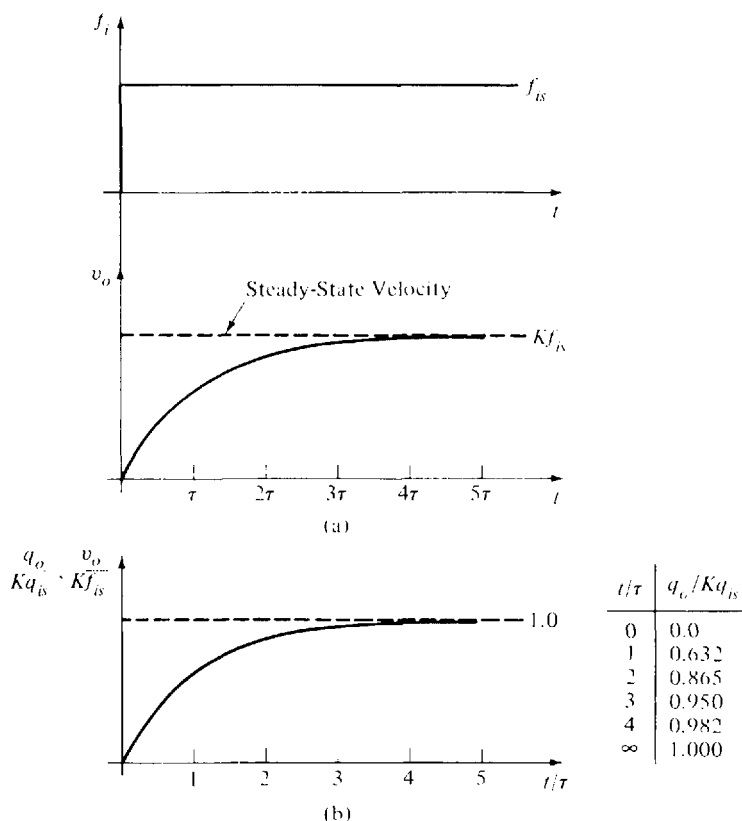 f_i
f_is
t
v_o
Steady-State Velocity
Kf_is
τ 2τ 3τ 4τ 5τ
t
(a)
q_o/Kq_is , v_o/Kf_is
1.0
1 2 3 4 5
t/τ
(b)
t/τ q_o/Kq_is
0 0.0
1 0.632
2 0.865
3 0.950
4 0.982
∞ 1.000